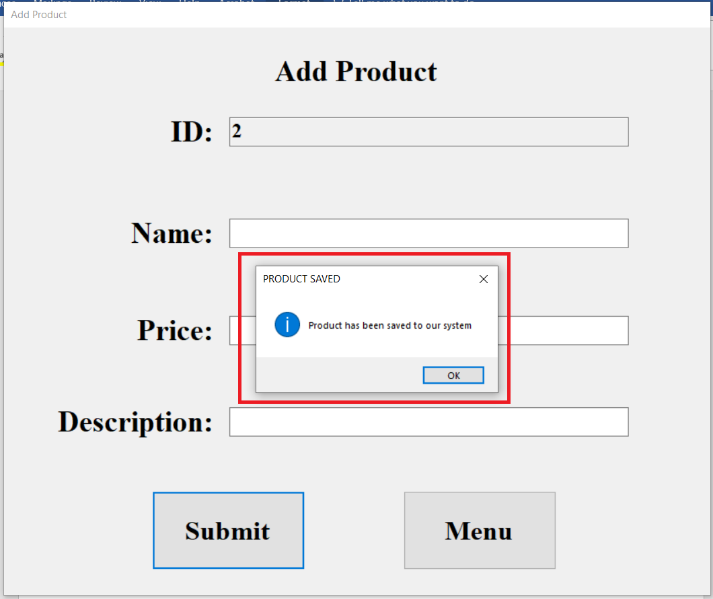 Add Product
Add Product
ID: 2
Name:
PRODUCT SAVED
Price:
Product has been saved to our system
OK
Description:
Submit
Menu